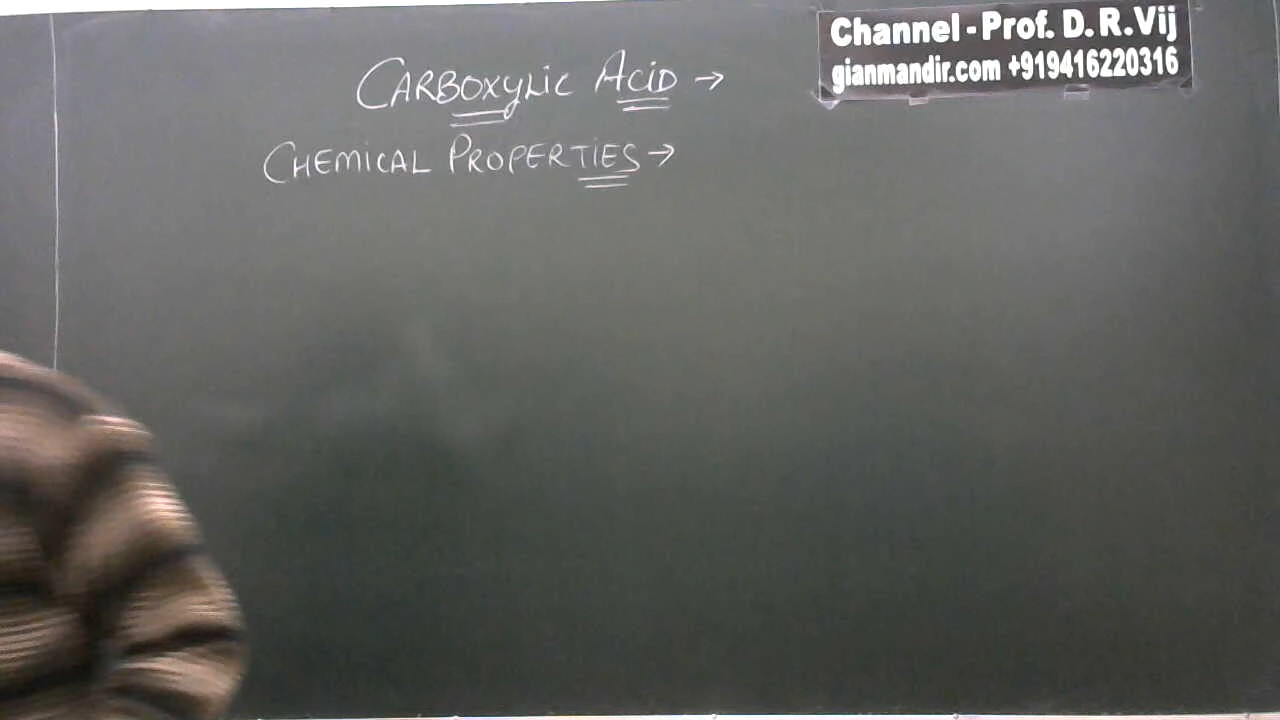 Channel - Prof. D. R. Vij
gianmandir.com +919416220316
CARBOXYLIC ACID →
CHEMICAL PROPERTIES →